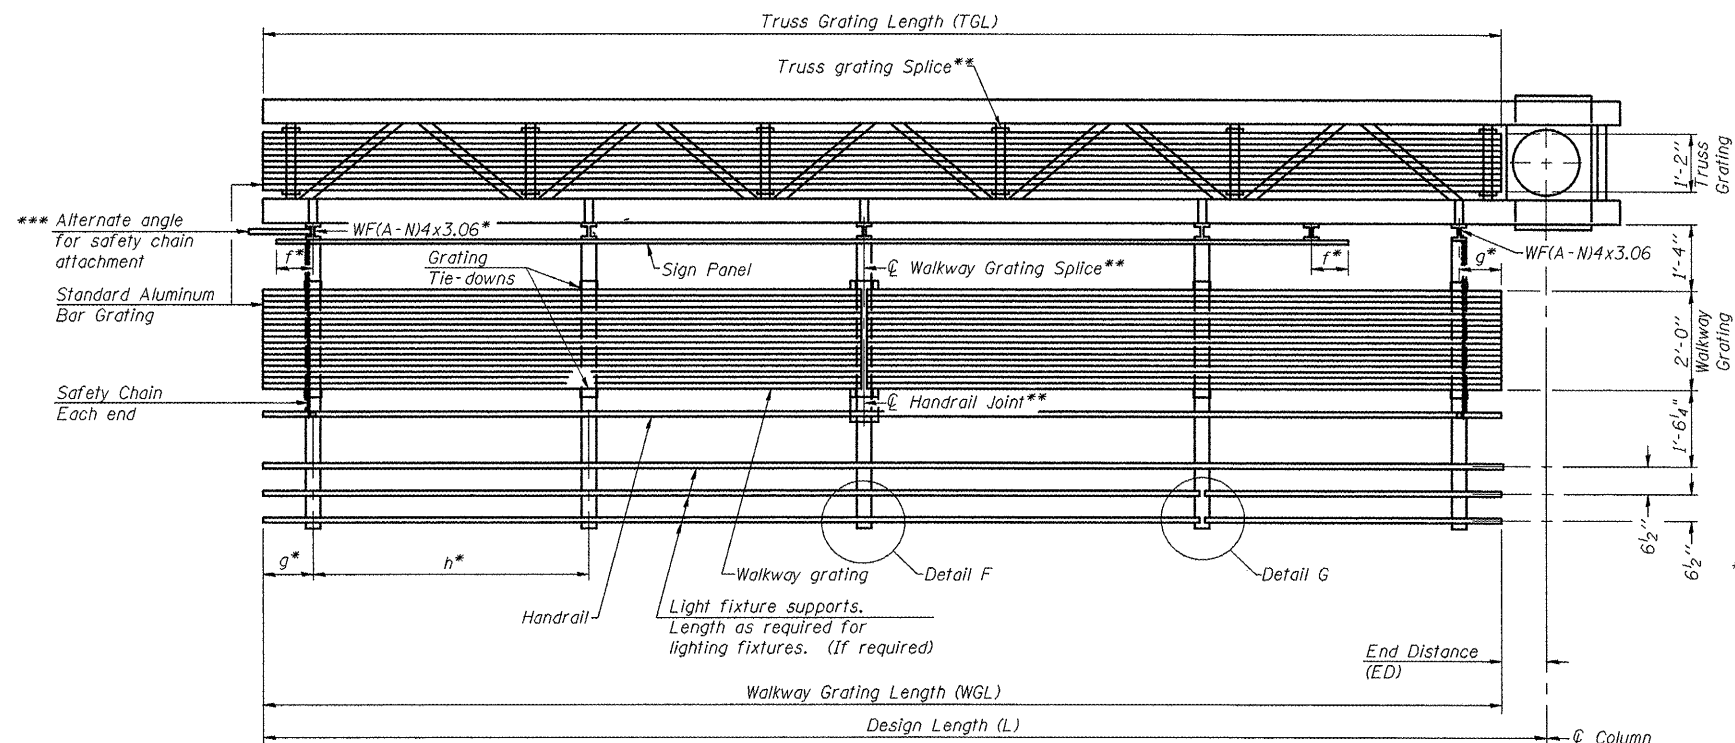 Truss Grating Length (TGL)
Truss grating Splice**
1'-2"
Truss
Grating
*** Alternate angle
for safety chain
attachment
WF(A-N)4x3.06*
f*
Grating
Tie-downs
Sign Panel
℄ Walkway Grating Splice**
f*
g*
WF(A-N)4x3.06
1'-4"
Standard Aluminum
Bar Grating
2'-0"
Walkway
Grating
Safety Chain
Each end
℄ Handrail Joint**
1'-6¼"
6½"
6½"
*
g*
h*
Walkway grating
Detail F
Detail G
Handrail
Light fixture supports.
Length as required for
lighting fixtures. (If required)
End Distance
(ED)
Walkway Grating Length (WGL)
Design Length (L)
℄ Column